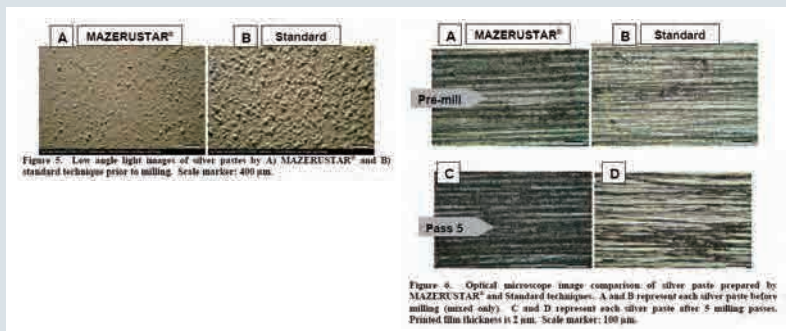 A MAZERUSTAR® B Standard
Figure 5. Low angle light images of silver pastes by A) MAZERUSTAR® and B)
standard technique prior to milling. Scale marker: 400 µm.
A MAZERUSTAR® B Standard
Pre-mill
C D
Pass 5
Figure 6. Optical microscope image comparison of silver paste prepared by
MAZERUSTAR® and Standard techniques. A and B represent each silver paste before
milling (mixed only). C and D represent each silver paste after 5 milling passes.
Printed film thickness is 2 µm. Scale marker: 100 µm.